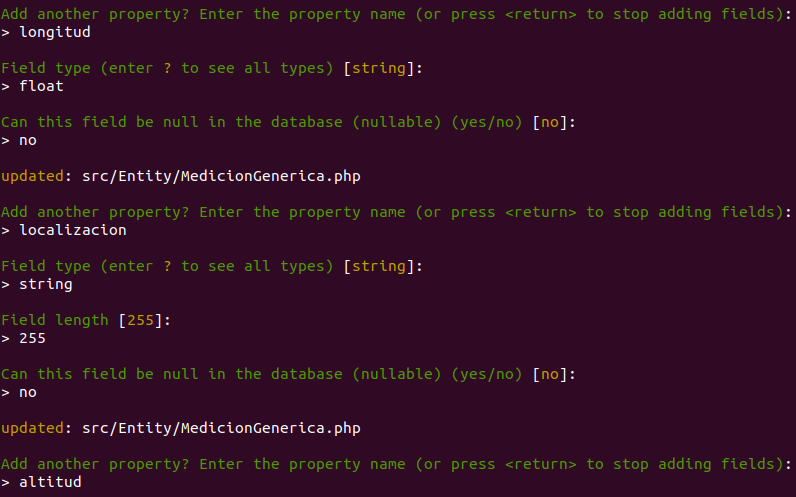 Add another property? Enter the property name (or press <return> to stop adding fields):
> longitud
Field type (enter ? to see all types) [string]:
> float
Can this field be null in the database (nullable) (yes/no) [no]:
> no
updated: src/Entity/MedicionGenerica.php
Add another property? Enter the property name (or press <return> to stop adding fields):
> localizacion
Field type (enter ? to see all types) [string]:
> string
Field length [255]:
> 255
Can this field be null in the database (nullable) (yes/no) [no]:
> no
updated: src/Entity/MedicionGenerica.php
Add another property? Enter the property name (or press <return> to stop adding fields):
> altitud